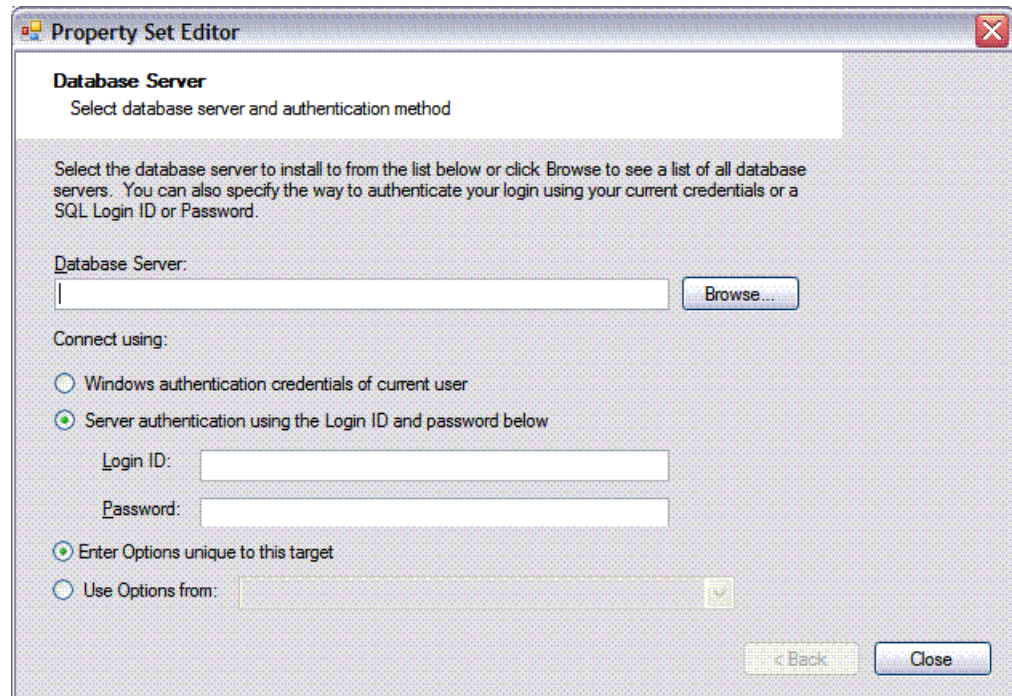 Property Set Editor
Database Server
Select database server and authentication method
Select the database server to install to from the list below or click Browse to see a list of all database
servers. You can also specify the way to authenticate your login using your current credentials or a
SQL Login ID or Password.
Database Server:
Browse...
Connect using:
Windows authentication credentials of current user
Server authentication using the Login ID and password below
Login ID:
Password:
Enter Options unique to this target
Use Options from:
< Back
Close